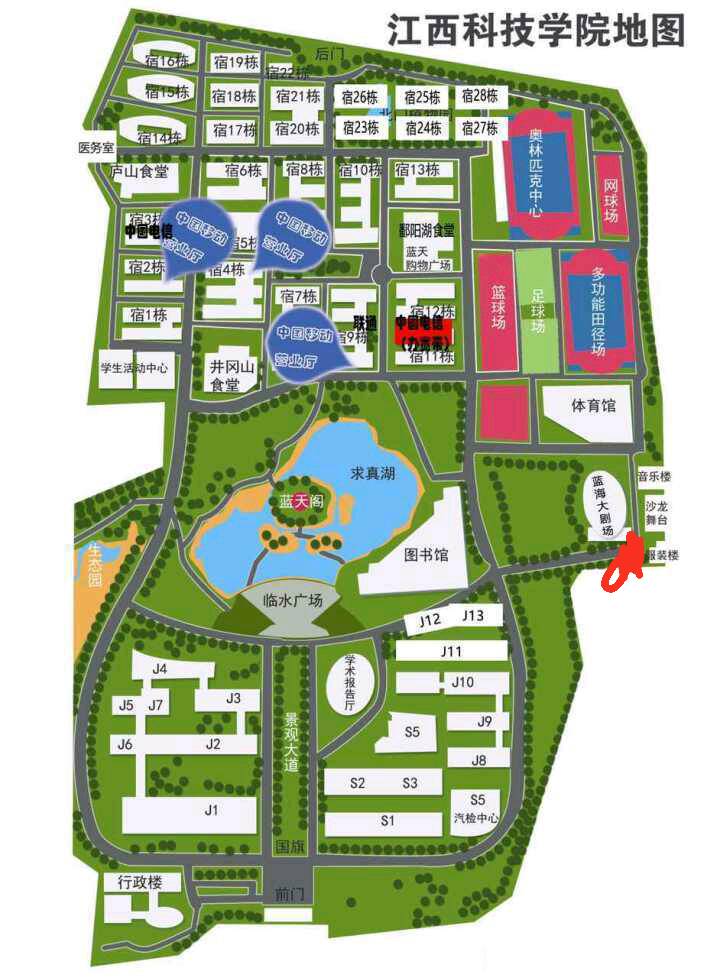 江西科技学院地图
后门
宿16栋
宿19栋
宿22栋
宿15栋
宿18栋
宿21栋
宿26栋
宿25栋
宿28栋
宿14栋
宿17栋
宿20栋
宿23栋
宿24栋
宿27栋
医务室
奥林匹克中心
庐山食堂
宿6栋
宿8栋
宿10栋
宿13栋
网球场
宿3栋
中国电信
中国移动
营业厅
宿5栋
中国移动
营业厅
鄱阳湖食堂
蓝天
购物广场
宿2栋
宿4栋
篮球场
足球场
多功能田径场
宿7栋
宿12栋
宿1栋
中国移动
营业厅
联通
宿9栋
中国电信
宿11栋
学生活动中心
井冈山
食堂
体育馆
求真湖
蓝天阁
蓝海大剧场
音乐楼
沙龙
舞台
服装楼
生态园
图书馆
临水广场
J12
J13
J11
J4
学术报告厅
J10
J5
J7
J3
景观大道
J9
J6
J2
S5
J8
S2
S3
S5
汽检中心
J1
S1
国旗
行政楼
前门